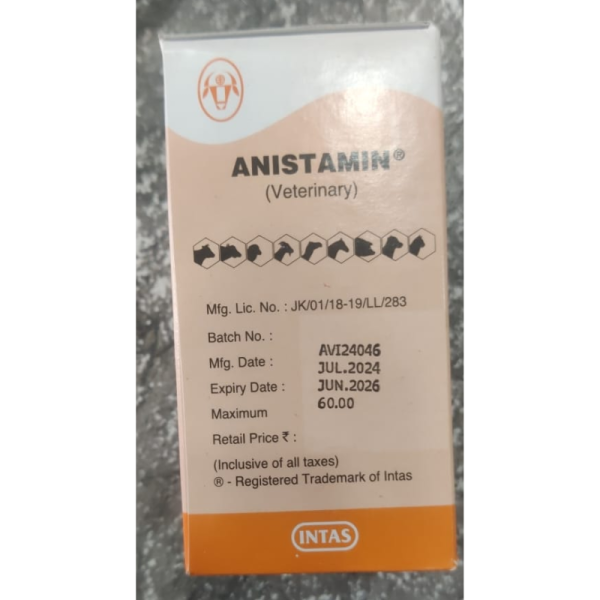 ANISTAMIN®
(Veterinary)
Mfg. Lic. No. : JK/01/18-19/LL/283
Batch No. : AVI24046
Mfg. Date : JUL.2024
Expiry Date : JUN.2026
Maximum 60.00
Retail Price ₹ :
(Inclusive of all taxes)
® - Registered Trademark of Intas
INTAS